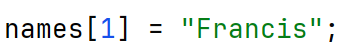 names[1] = "Francis";